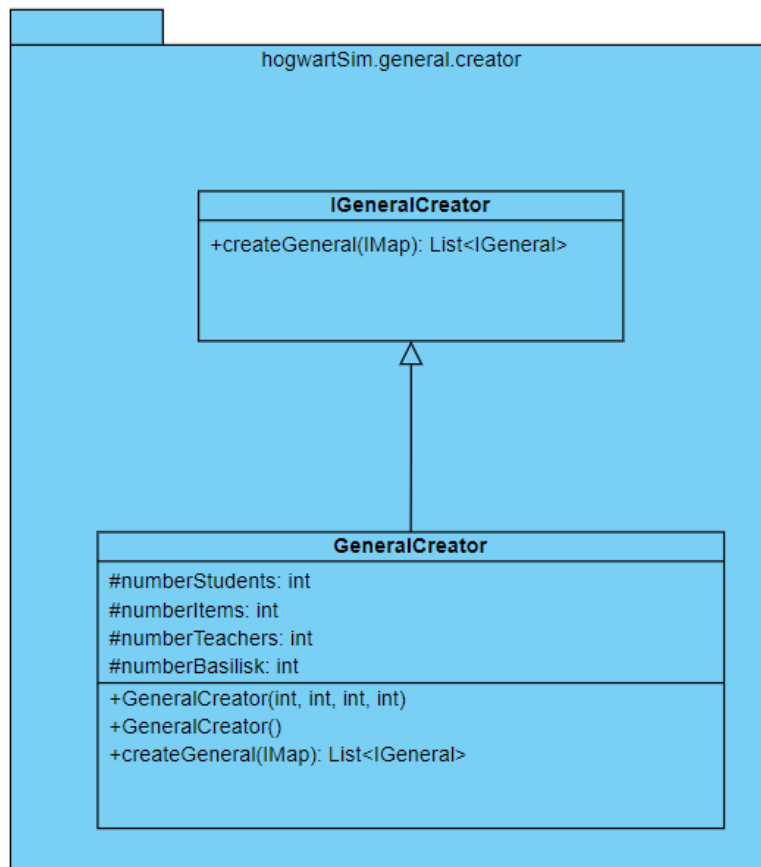 hogwartSim.general.creator
IGeneralCreator
+createGeneral(IMap): List<IGeneral>
GeneralCreator
#numberStudents: int
#numberItems: int
#numberTeachers: int
#numberBasilisk: int
+GeneralCreator(int, int, int, int)
+GeneralCreator()
+createGeneral(IMap): List<IGeneral>